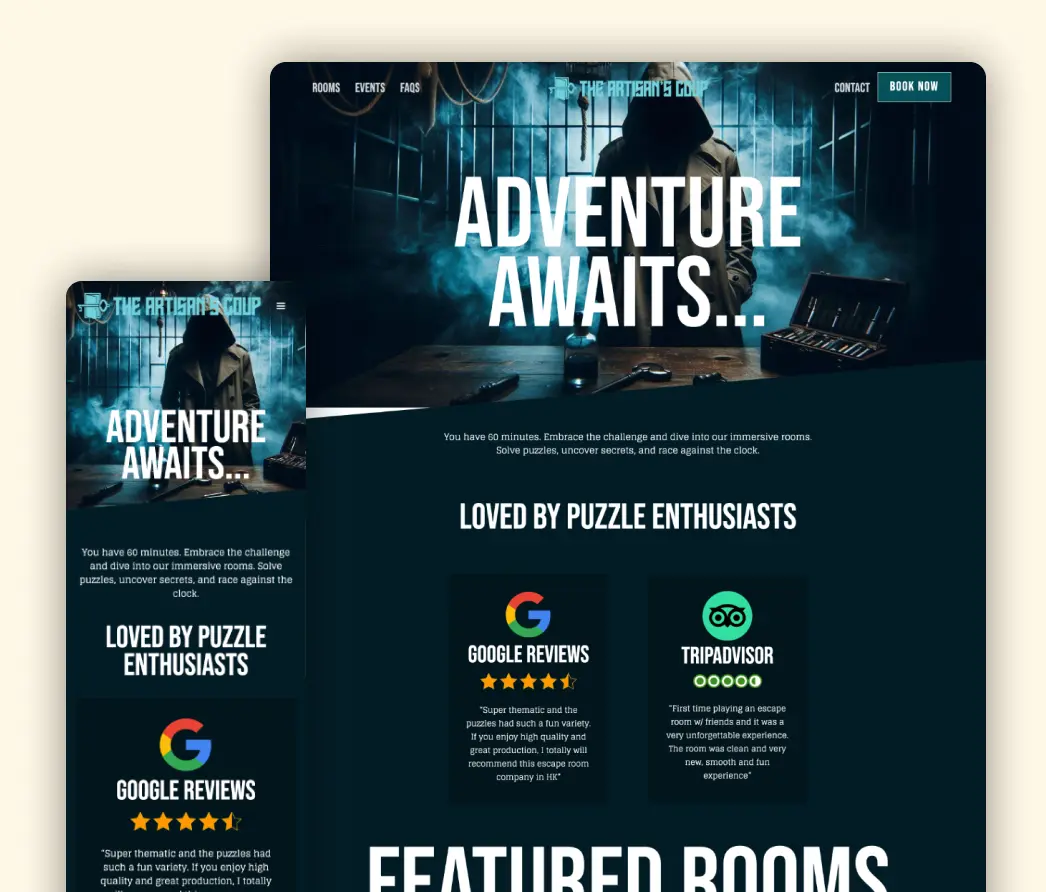 ROOMS EVENTS FAQS THE ARTISAN'S COUP CONTACT BOOK NOW
ADVENTURE
AWAITS...
You have 60 minutes. Embrace the challenge and dive into our immersive rooms.
Solve puzzles, uncover secrets, and race against the clock.
LOVED BY PUZZLE ENTHUSIASTS
GOOGLE REVIEWS
"Super thematic and the
puzzles had such a fun variety.
If you enjoy high quality and
great production, I totally will
recommend this escape room
company in HK"
TRIPADVISOR
"First time playing an escape
room w/ friends and it was a
very unforgettable experience.
The room was clean and very
new, smooth and fun
experience"
FEATURED ROOMS
THE ARTISAN'S COUP
ADVENTURE
AWAITS...
You have 60 minutes. Embrace the challenge
and dive into our immersive rooms. Solve
puzzles, uncover secrets, and race against the
clock.
LOVED BY PUZZLE
ENTHUSIASTS
GOOGLE REVIEWS
"Super thematic and the puzzles had
such a fun variety. If you enjoy high
quality and great production, I totally